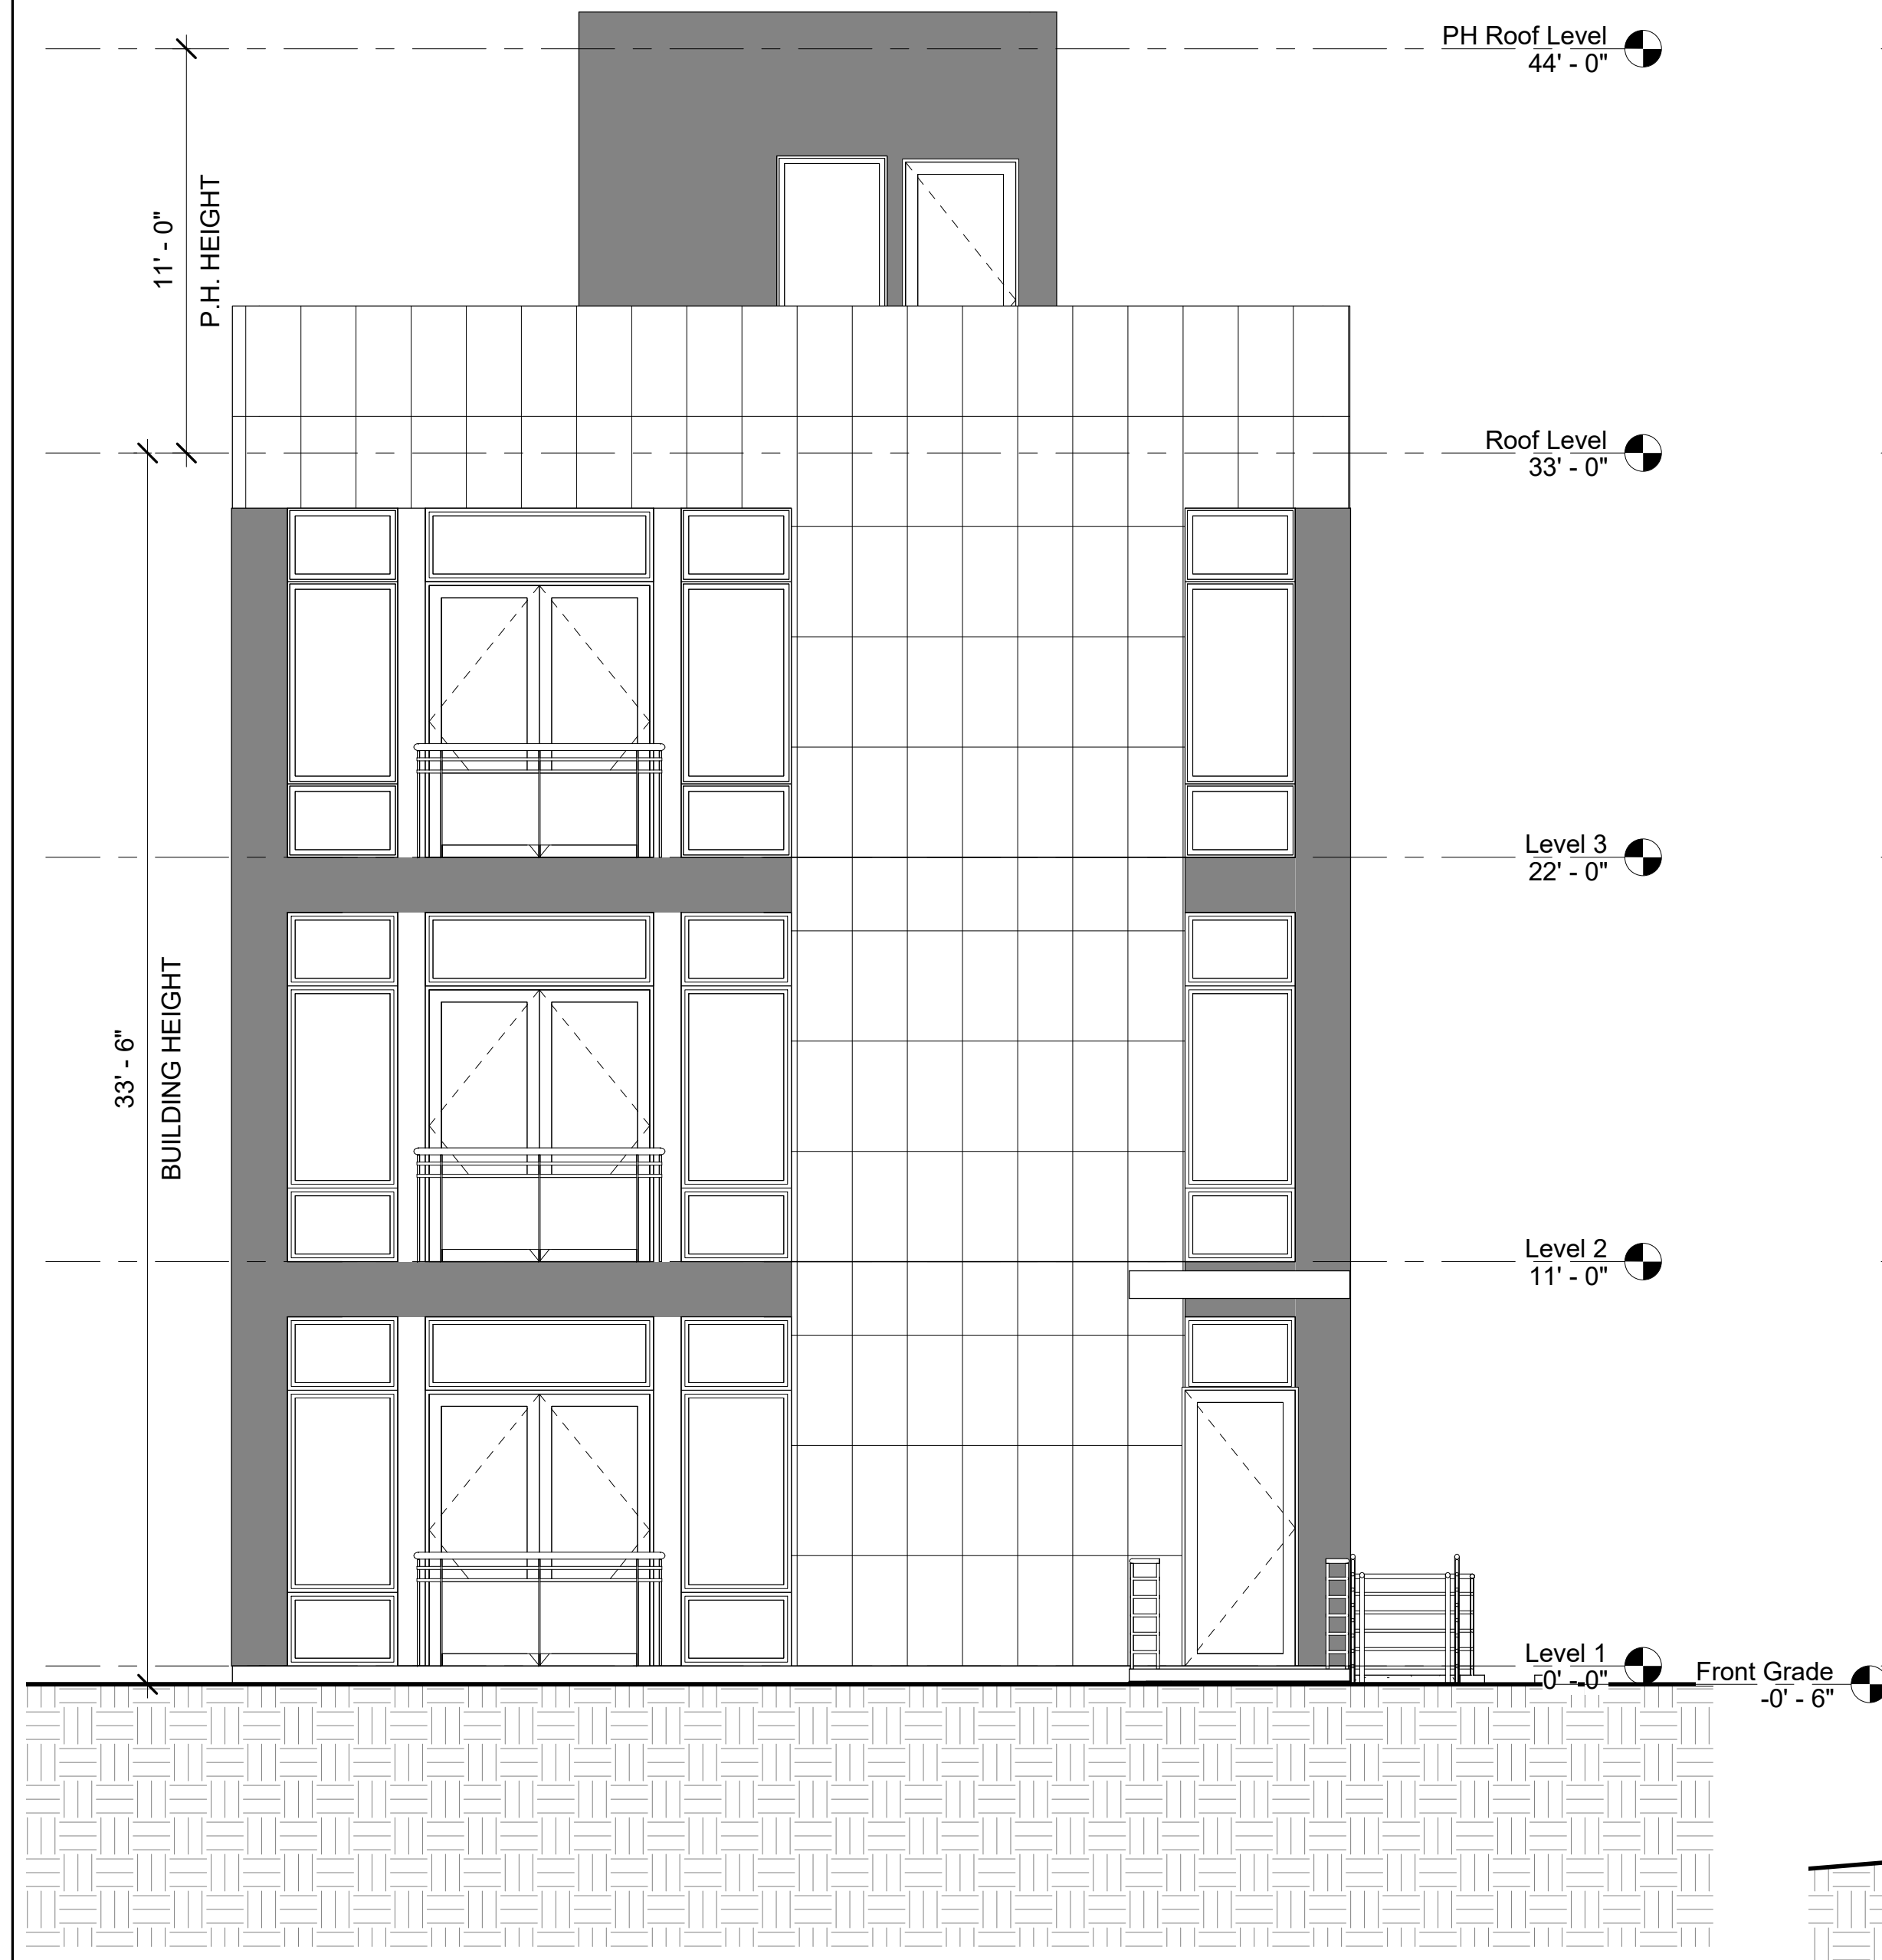 PH Roof Level
44' - 0"
11' - 0"
P.H. HEIGHT
Roof Level
33' - 0"
Level 3
22' - 0"
33' - 6"
BUILDING HEIGHT
Level 2
11' - 0"
Level 1
0' - 0"
Front Grade
-0' - 6"